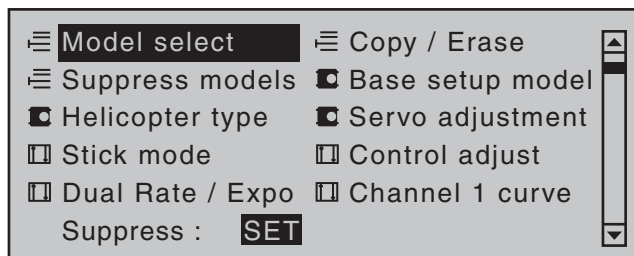 Model select Copy / Erase
Suppress models Base setup model
Helicopter type Servo adjustment
Stick mode Control adjust
Dual Rate / Expo Channel 1 curve
Suppress : SET